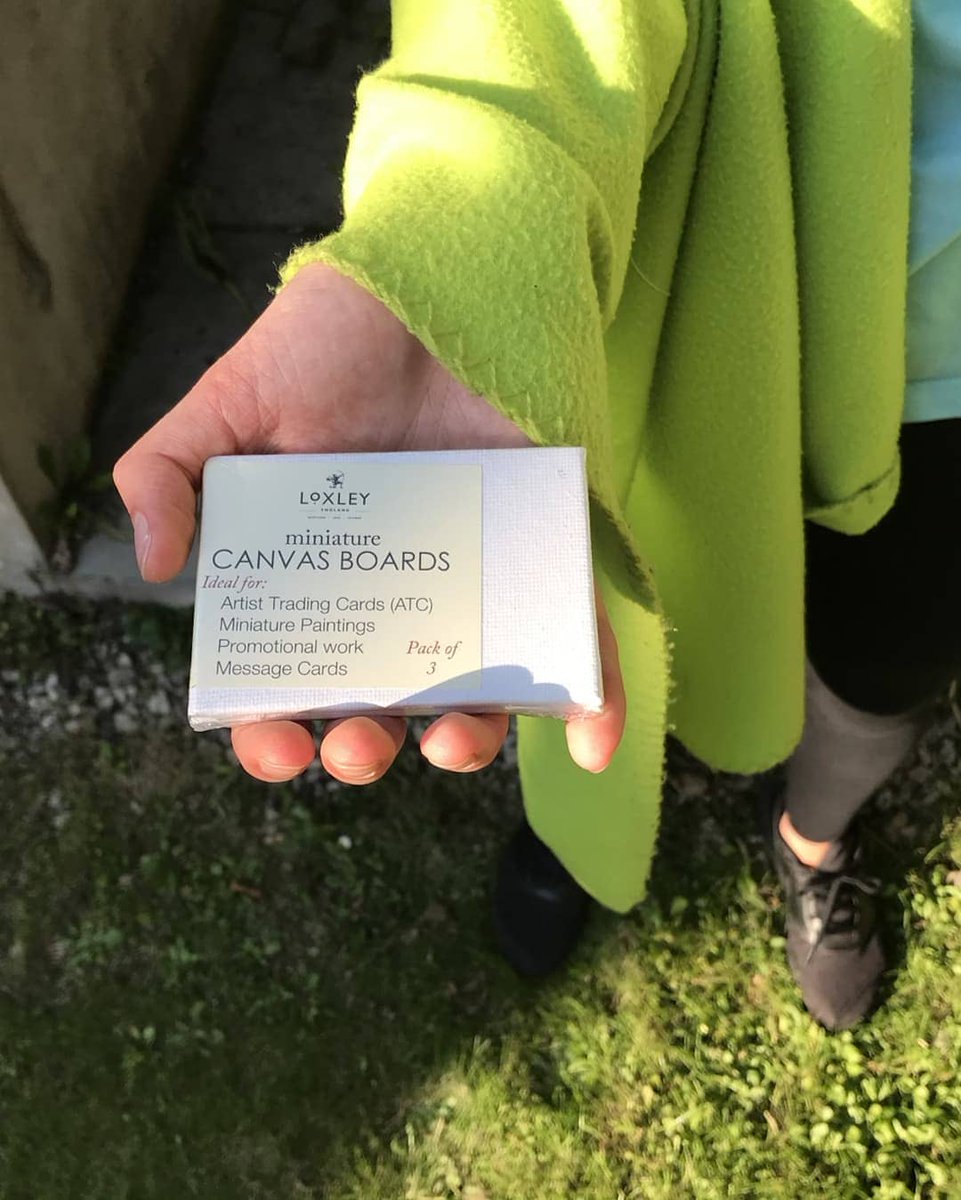 LOXLEY
ENGLAND
miniature
CANVAS BOARDS
Ideal for:
Artist Trading Cards (ATC)
Miniature Paintings
Promotional work
Message Cards
Pack of
3